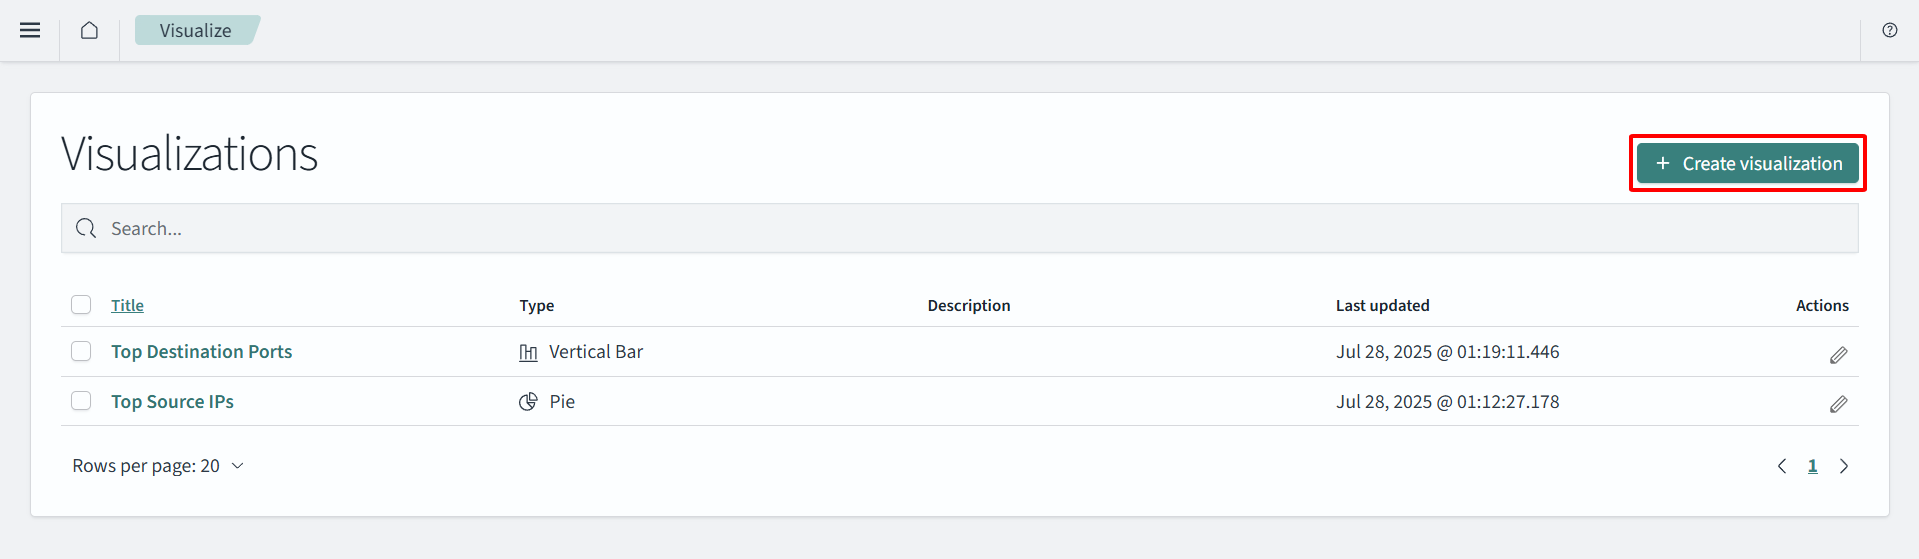 Visualize
Visualizations
+ Create visualization
Search...
Title Type Description Last updated Actions
Top Destination Ports Vertical Bar Jul 28, 2025 @ 01:19:11.446
Top Source IPs Pie Jul 28, 2025 @ 01:12:27.178
Rows per page: 20 < 1 >